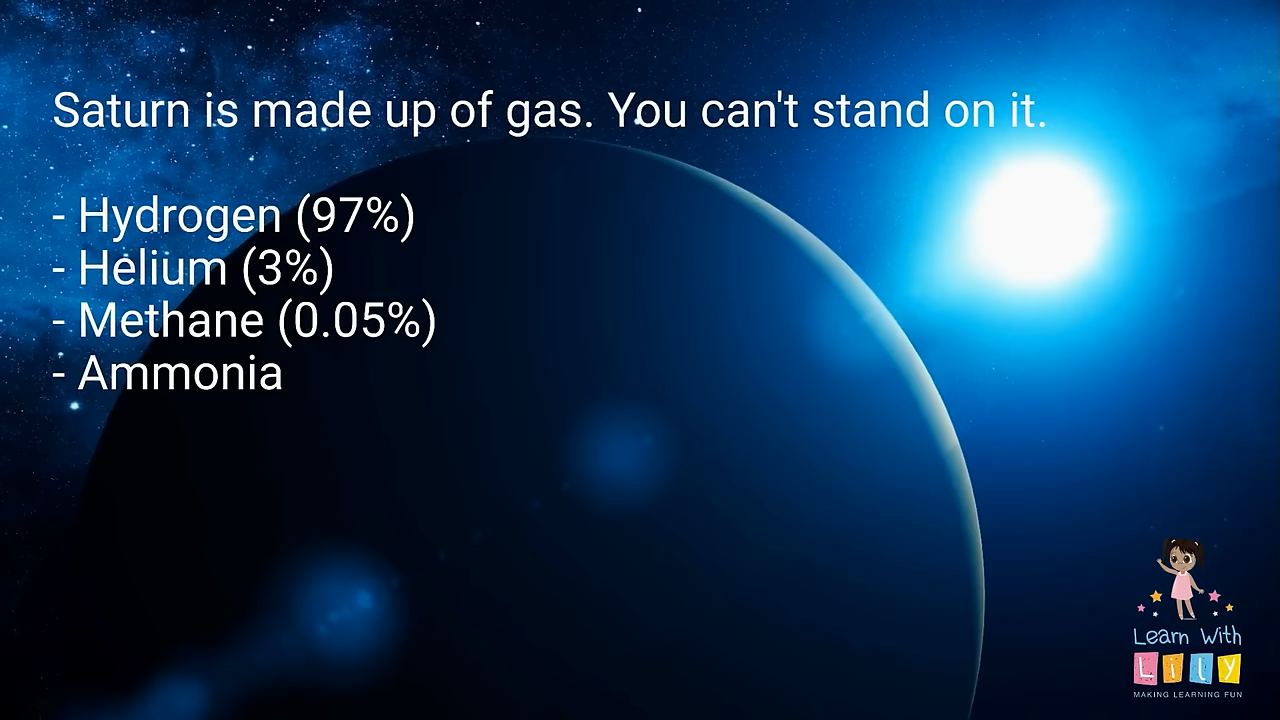 Saturn is made up of gas. You can't stand on it.
- Hydrogen (97%)
- Helium (3%)
- Methane (0.05%)
- Ammonia
Learn With
Lily
MAKING LEARNING FUN